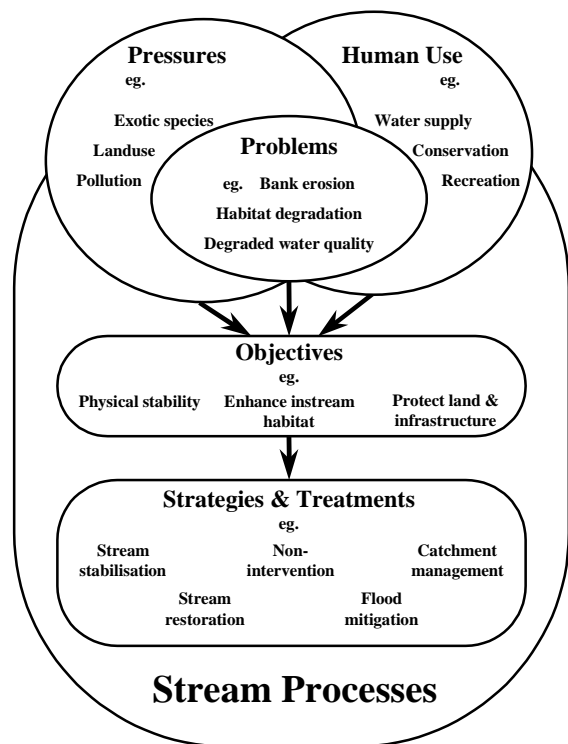 Pressures
eg.
Exotic species
Landuse
Pollution
Human Use
eg.
Water supply
Conservation
Recreation
Problems
eg. Bank erosion
Habitat degradation
Degraded water quality
Objectives
eg.
Physical stability
Enhance instream
habitat
Protect land &
infrastructure
Strategies & Treatments
eg.
Stream
stabilisation
Non-
intervention
Catchment
management
Stream
restoration
Flood
mitigation
Stream Processes